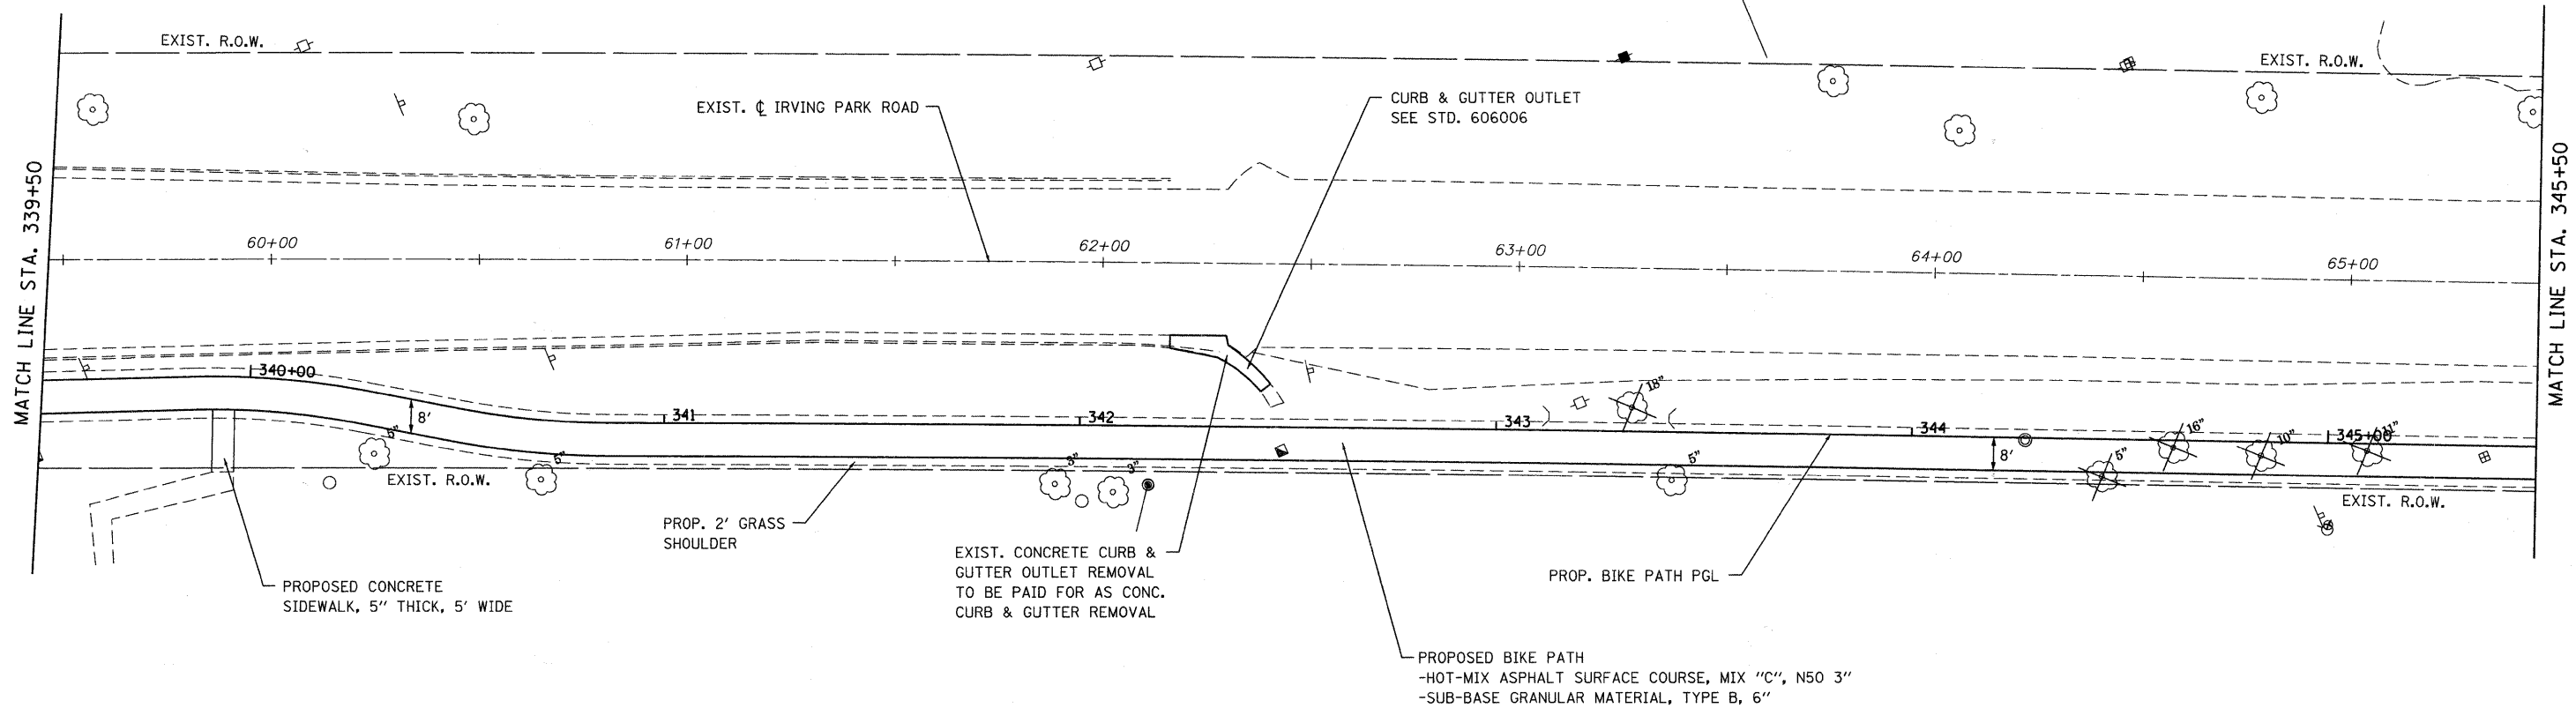 EXIST. R.O.W.
EXIST. R.O.W.
EXIST. ℄ IRVING PARK ROAD
CURB & GUTTER OUTLET
SEE STD. 606006
MATCH LINE STA. 339+50
MATCH LINE STA. 345+50
60+00
61+00
62+00
63+00
64+00
65+00
340+00
341
342
343
344
345+00
18"
16"
10"
11"
5"
5"
5"
3"
3"
5"
8'
8'
EXIST. R.O.W.
EXIST. R.O.W.
PROP. 2' GRASS
SHOULDER
EXIST. CONCRETE CURB &
GUTTER OUTLET REMOVAL
TO BE PAID FOR AS CONC.
CURB & GUTTER REMOVAL
PROP. BIKE PATH PGL
PROPOSED CONCRETE
SIDEWALK, 5" THICK, 5' WIDE
PROPOSED BIKE PATH
-HOT-MIX ASPHALT SURFACE COURSE, MIX "C", N50 3"
-SUB-BASE GRANULAR MATERIAL, TYPE B, 6"